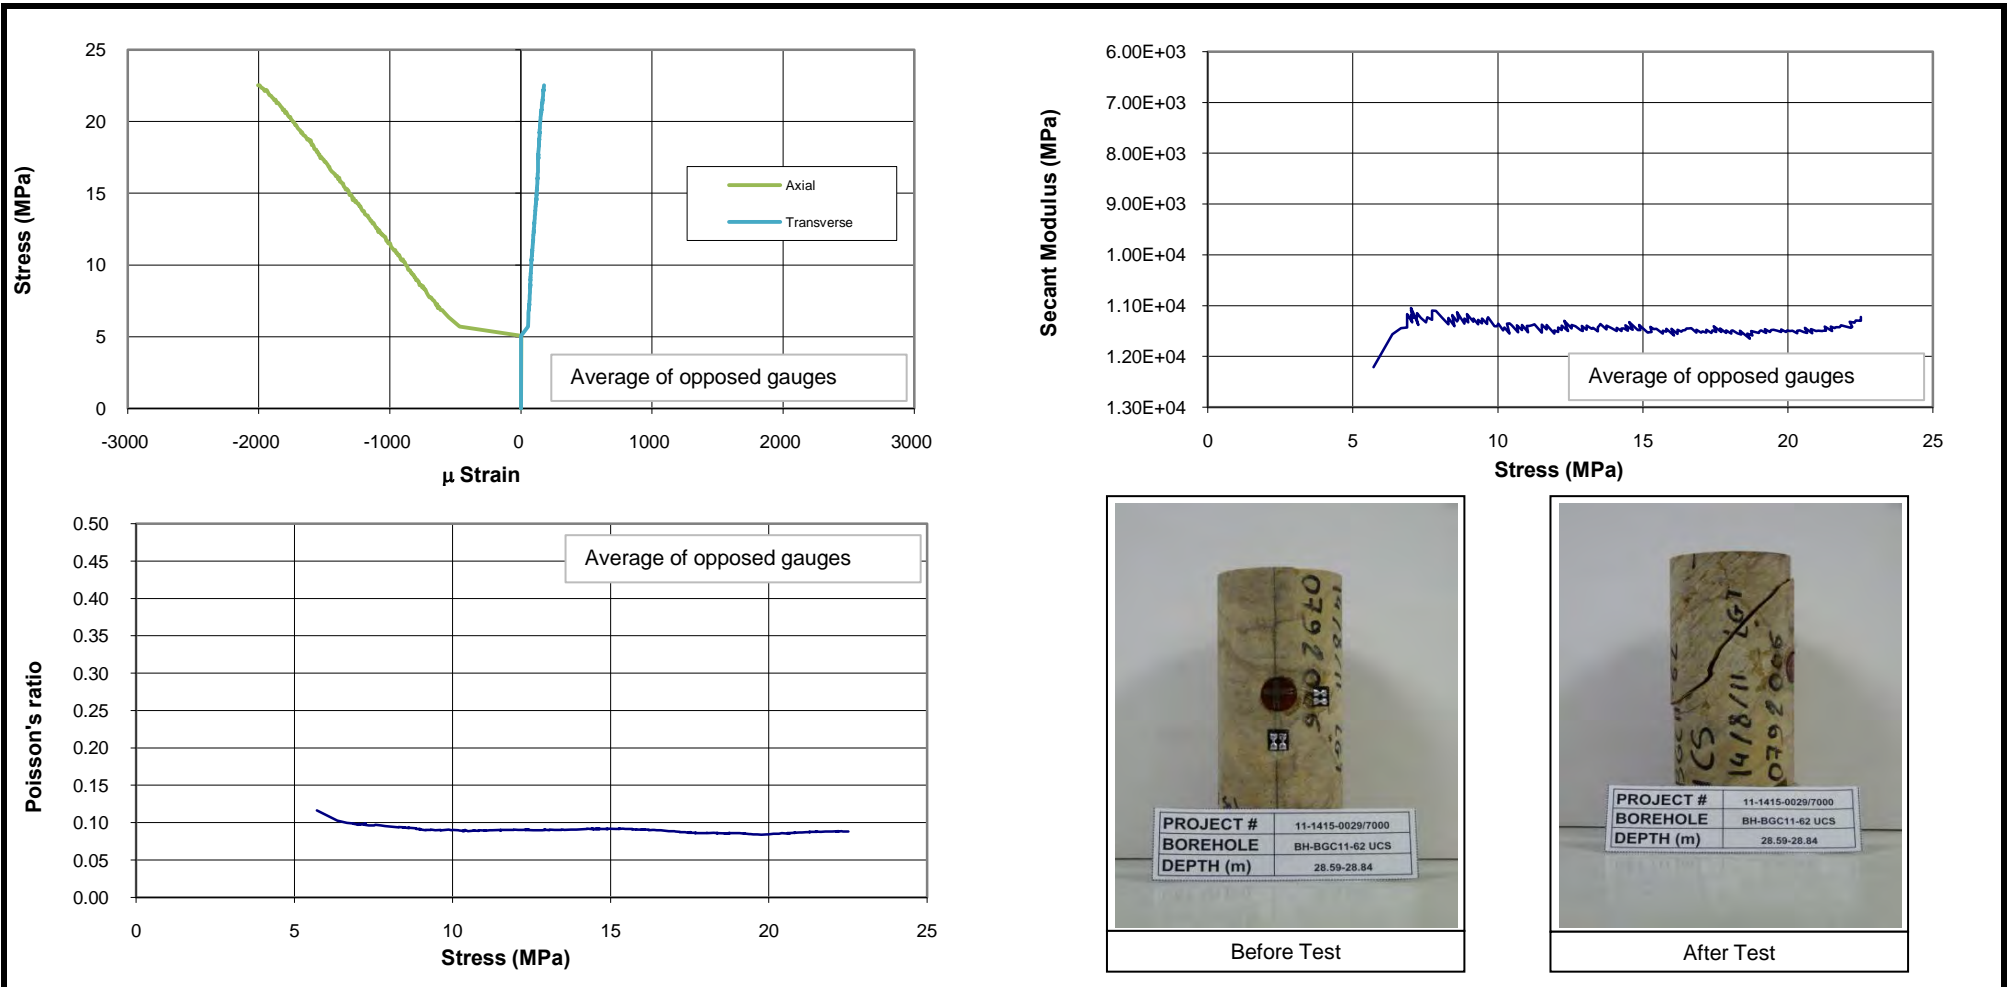 25
20
15
10
5
0
-3000
-2000
-1000
0
1000
2000
3000
Stress (MPa)
μ Strain
Axial
Transverse
Average of opposed gauges
6.00E+03
7.00E+03
8.00E+03
9.00E+03
1.00E+04
1.10E+04
1.20E+04
1.30E+04
0
5
10
15
20
25
Secant Modulus (MPa)
Stress (MPa)
Average of opposed gauges
0.50
0.45
0.40
0.35
0.30
0.25
0.20
0.15
0.10
0.05
0.00
0
5
10
15
20
25
Poisson's ratio
Stress (MPa)
Average of opposed gauges
14/8/11 LGT
0792006
PROJECT # 11-1415-0029/7000
BOREHOLE BH-BGC11-62 UCS
DEPTH (m) 28.59-28.84
Before Test
14/8/11 LGT
0792006
PROJECT # 11-1415-0029/7000
BOREHOLE BH-BGC11-62 UCS
DEPTH (m) 28.59-28.84
After Test